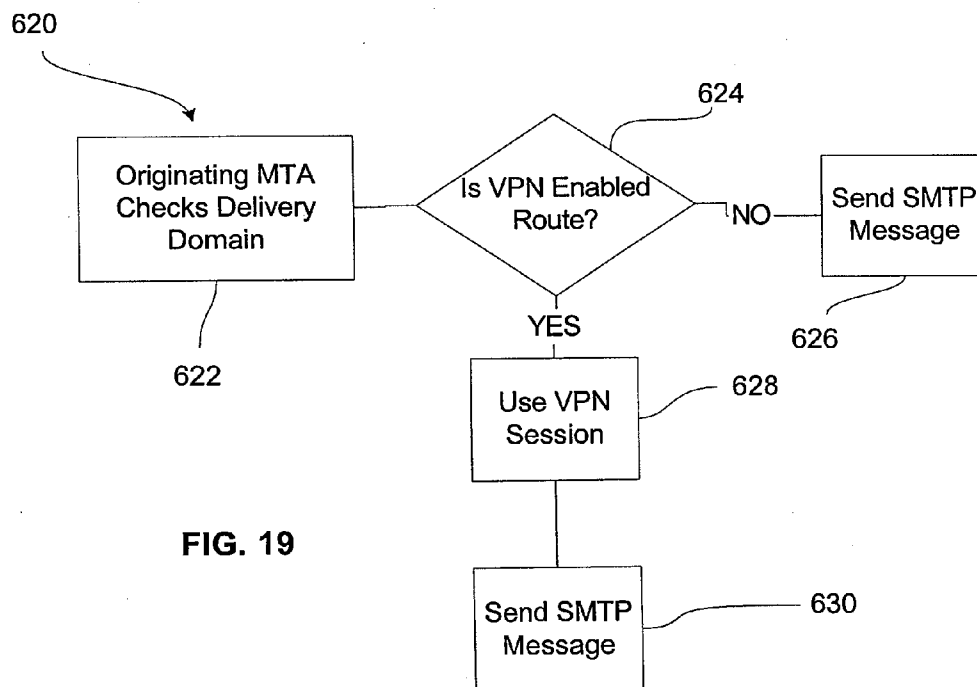 620
624
Originating MTA
Checks Delivery
Domain
Is VPN Enabled
Route?
NO
Send SMTP
Message
YES
626
622
Use VPN
Session
628
FIG. 19
Send SMTP
Message
630